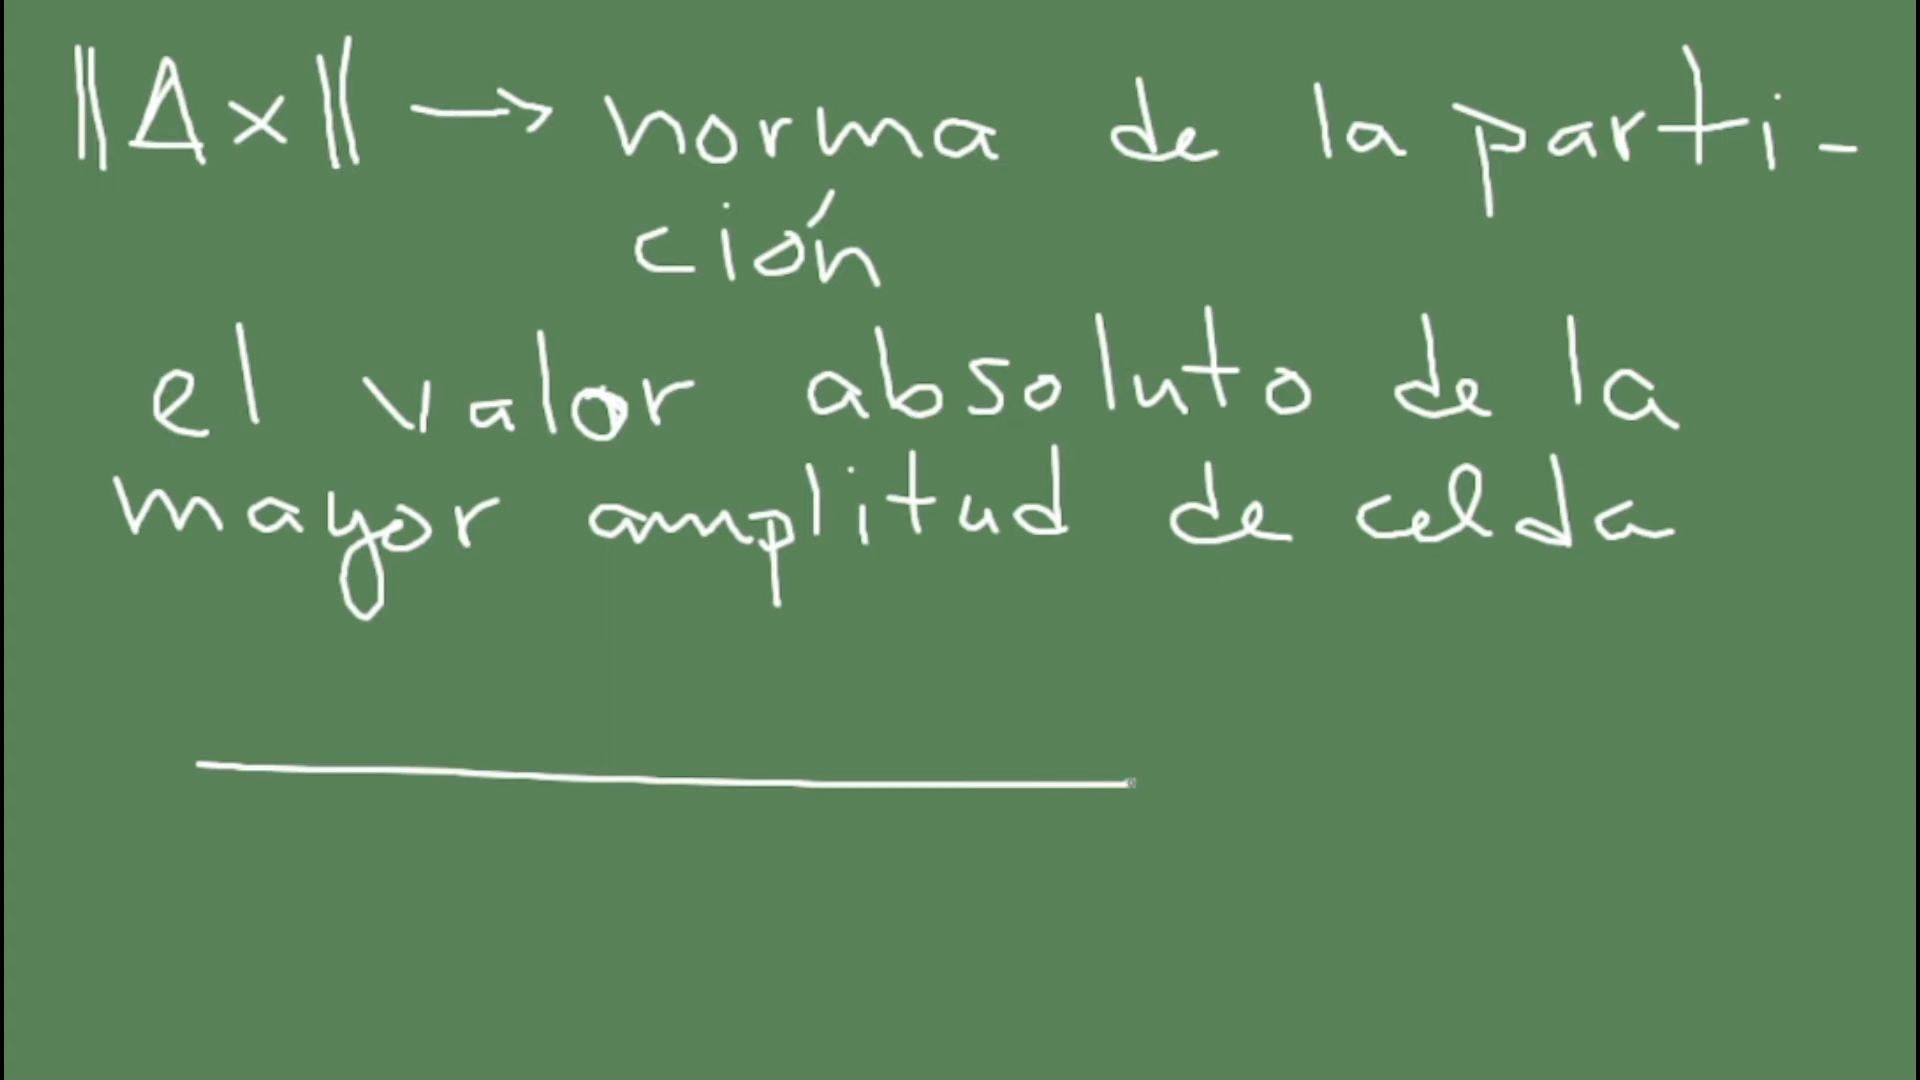 ||Δx|| → norma de la parti-
ción
el valor absoluto de la
mayor amplitud de celda